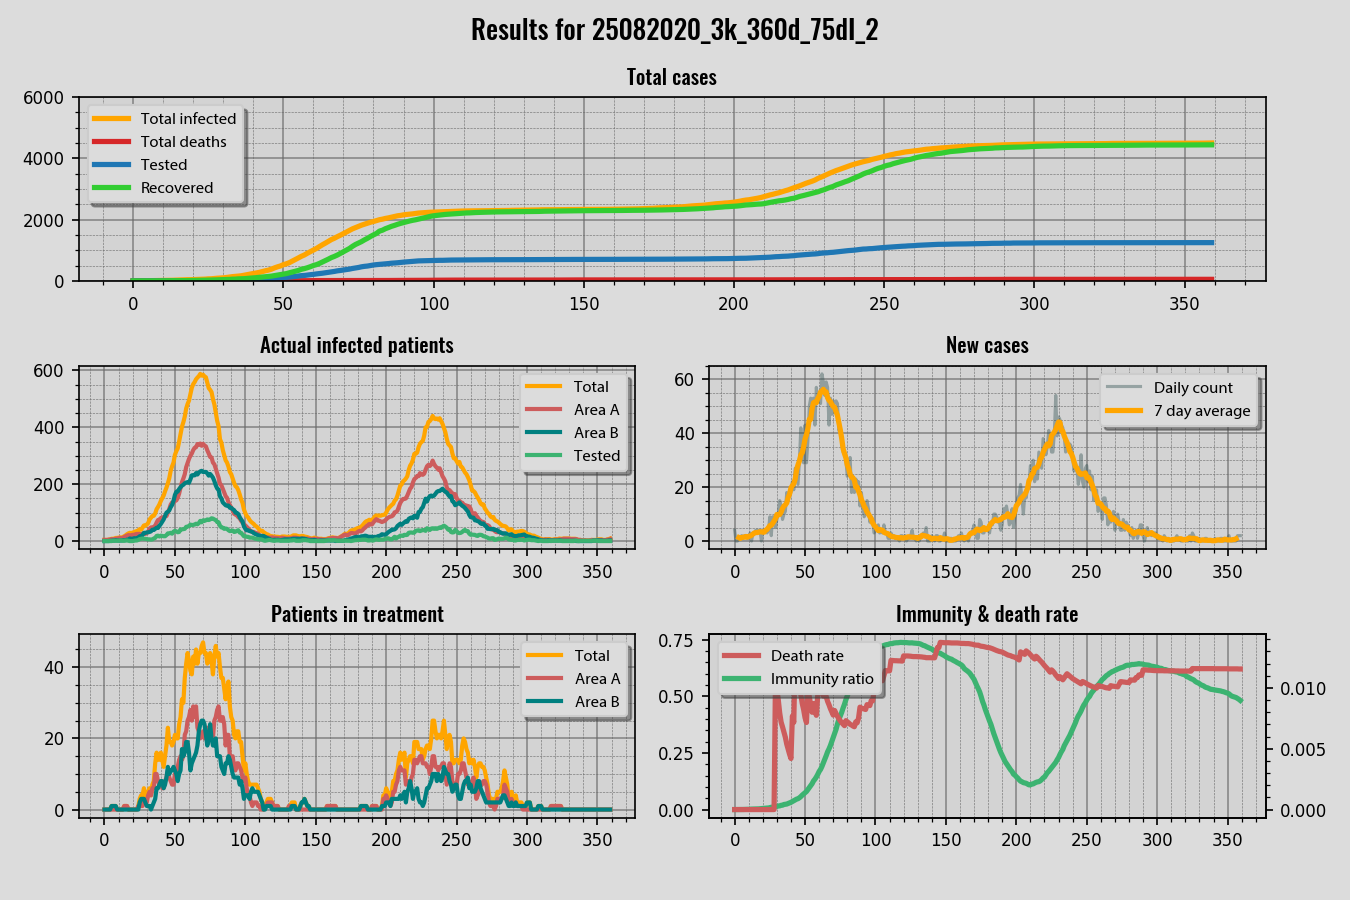 Results for 25082020_3k_360d_75dl_2
Total cases
6000
4000
2000
0
Total infected
Total deaths
Tested
Recovered
0 50 100 150 200 250 300 350
Actual infected patients
600
400
200
0
Total
Area A
Area B
Tested
0 50 100 150 200 250 300 350
New cases
60
40
20
0
Daily count
7 day average
0 50 100 150 200 250 300 350
Patients in treatment
40
20
0
Total
Area A
Area B
0 50 100 150 200 250 300 350
Immunity & death rate
0.75
0.50
0.25
0.00
Death rate
Immunity ratio
0.010
0.005
0.000
0 50 100 150 200 250 300 350